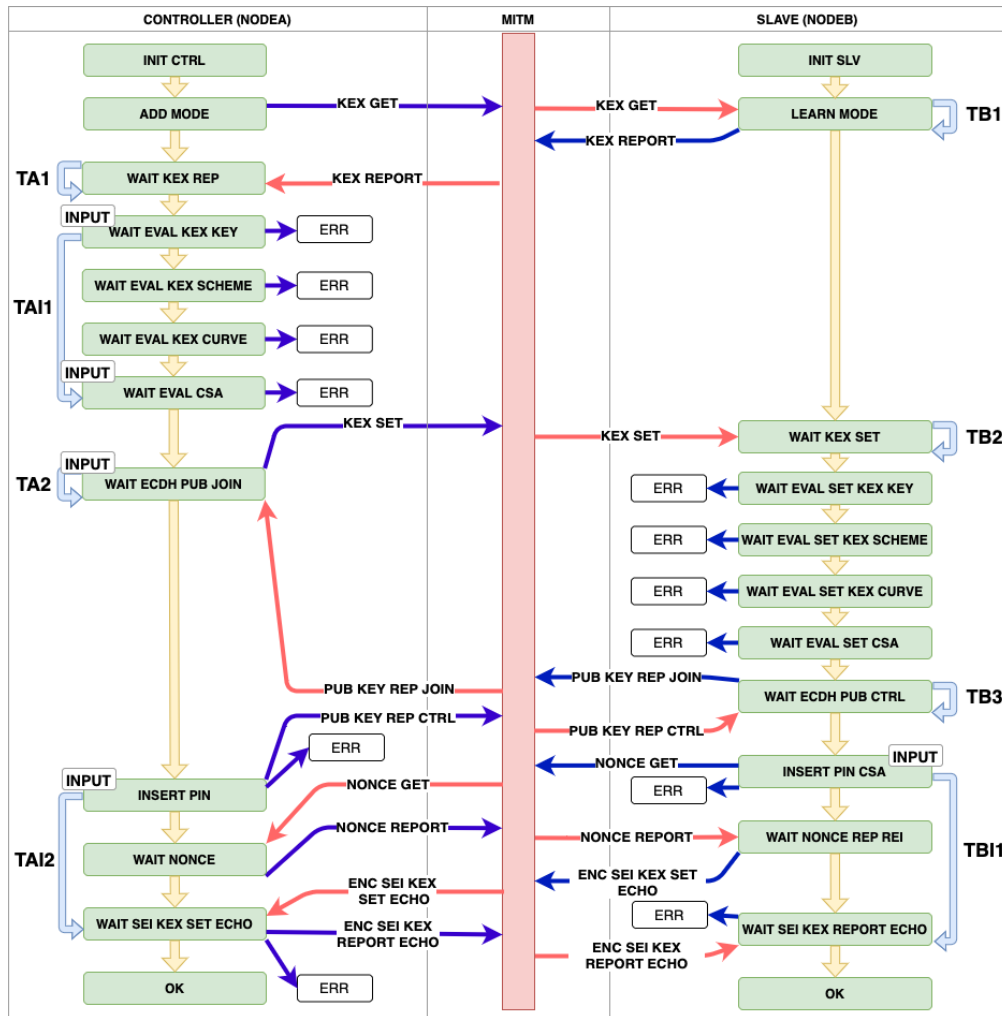 CONTROLLER (NODEA)
MITM
SLAVE (NODEB)
INIT CTRL
INIT SLV
ADD MODE
KEX GET
KEX GET
LEARN MODE
TB1
KEX REPORT
TA1
WAIT KEX REP
KEX REPORT
INPUT
WAIT EVAL KEX KEY
ERR
WAIT EVAL KEX SCHEME
ERR
TAI1
WAIT EVAL KEX CURVE
ERR
INPUT
WAIT EVAL CSA
ERR
KEX SET
KEX SET
WAIT KEX SET
TB2
INPUT
TA2
WAIT ECDH PUB JOIN
ERR
WAIT EVAL SET KEX KEY
ERR
WAIT EVAL SET KEX SCHEME
ERR
WAIT EVAL SET KEX CURVE
ERR
WAIT EVAL SET CSA
PUB KEY REP JOIN
PUB KEY REP JOIN
WAIT ECDH PUB CTRL
TB3
PUB KEY REP CTRL
PUB KEY REP CTRL
ERR
INPUT
INPUT
INSERT PIN
NONCE GET
NONCE GET
INSERT PIN CSA
ERR
NONCE REPORT
NONCE REPORT
WAIT NONCE REP REI
TBI1
TAI2
WAIT NONCE
ENC SEI KEX
SET ECHO
ENC SEI KEX SET
ECHO
WAIT SEI KEX SET ECHO
ENC SEI KEX
REPORT ECHO
ERR
WAIT SEI KEX REPORT ECHO
ENC SEI KEX
REPORT ECHO
OK
ERR
OK